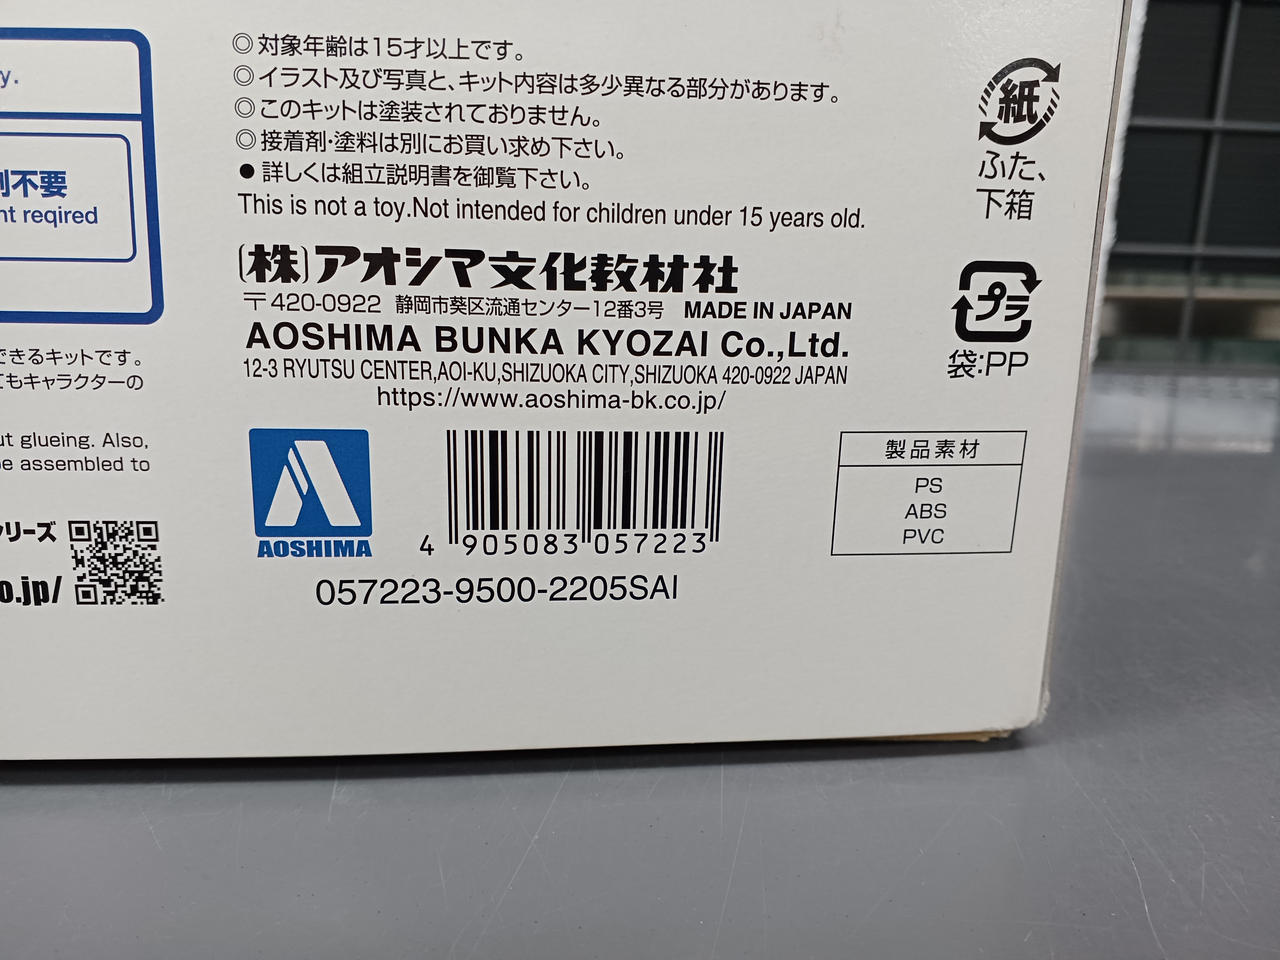 y.
剤不要
nt reqired
できるキットです。
てもキャラクターの
ut glueing. Also,
be assembled to
シリーズ
o.jp/
◎対象年齢は15才以上です。
◎イラスト及び写真と、キット内容は多少異なる部分があります。
◎このキットは塗装されておりません。
◎接着剤・塗料は別にお買い求め下さい。
●詳しくは組立説明書を御覧下さい。
This is not a toy.Not intended for children under 15 years old.
(株)アオシマ文化教材社
〒420-0922 静岡市葵区流通センター12番3号 MADE IN JAPAN
AOSHIMA BUNKA KYOZAI Co.,Ltd.
12-3 RYUTSU CENTER,AOI-KU,SHIZUOKA CITY,SHIZUOKA 420-0922 JAPAN
https://www.aoshima-bk.co.jp/
AOSHIMA
4 905083 057223
057223-9500-2205SAI
紙
ふた、
下箱
プラ
袋:PP
製品素材
PS
ABS
PVC